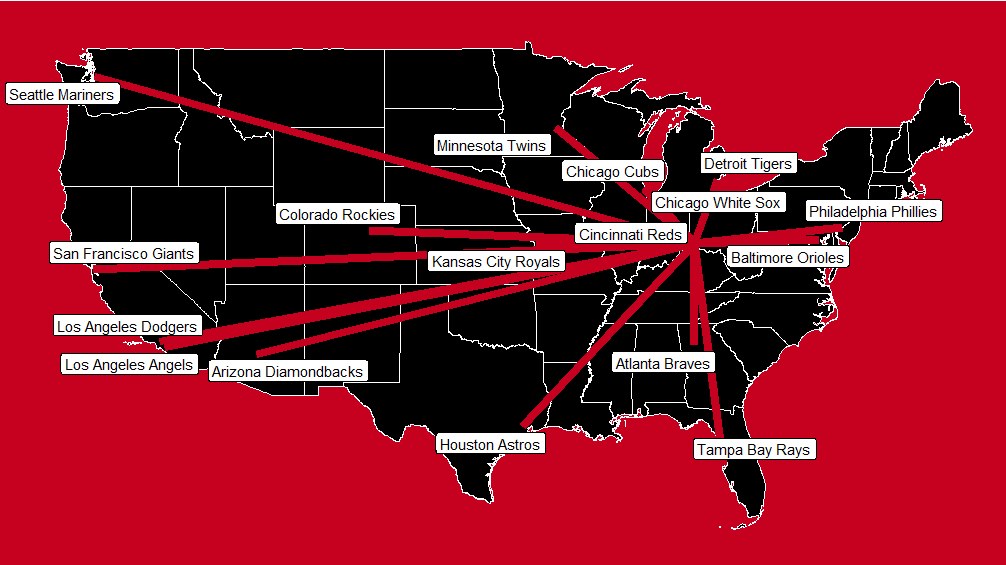 Seattle Mariners
Minnesota Twins
Detroit Tigers
Chicago Cubs
Chicago White Sox
Colorado Rockies
Philadelphia Phillies
Cincinnati Reds
San Francisco Giants
Baltimore Orioles
Kansas City Royals
Los Angeles Dodgers
Los Angeles Angels
Atlanta Braves
Arizona Diamondbacks
Houston Astros
Tampa Bay Rays